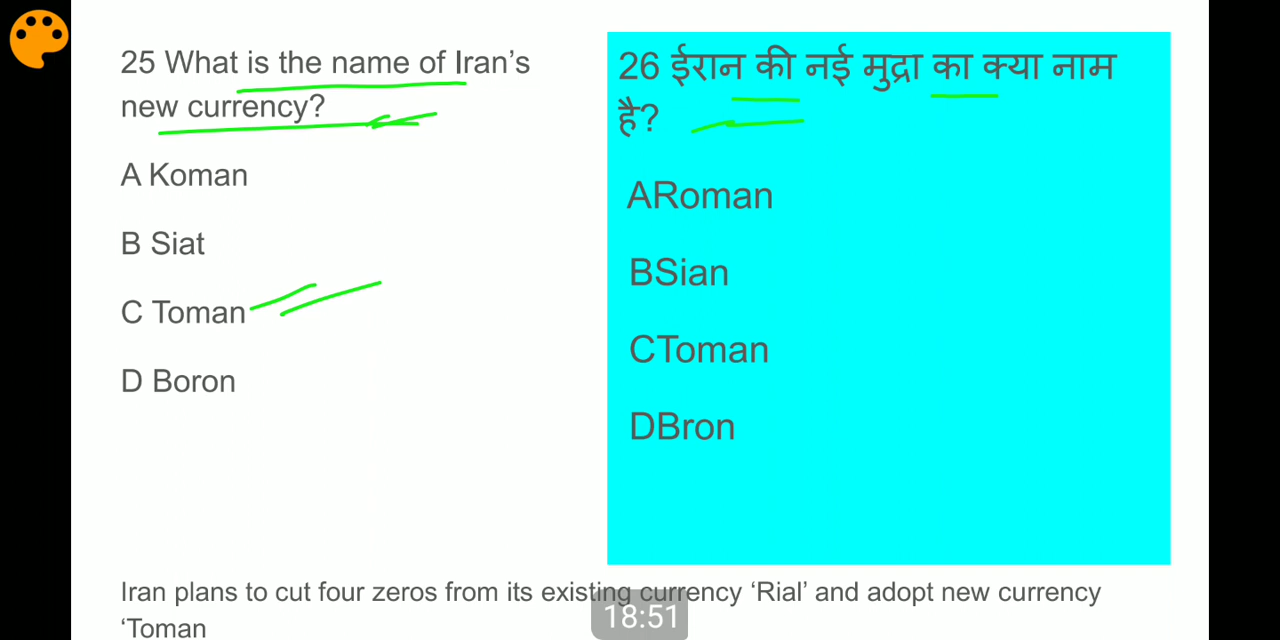 25 What is the name of Iran's
new currency?
A Koman
B Siat
C Toman
D Boron
26 ईरान की नई मुद्रा का क्या नाम
है?
ARoman
BSian
CToman
DBron
Iran plans to cut four zeros from its existing currency ‘Rial’ and adopt new currency
‘Toman
18:51